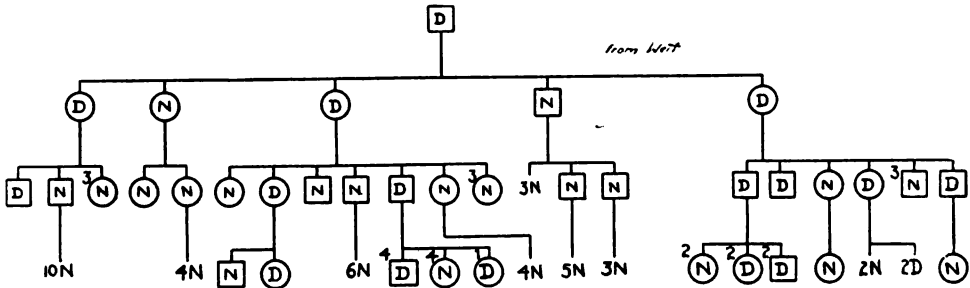 D
from Weit
D N D N D
D N 3 N N N N D N N D N 3 N 3N N N D D N D 3 N D
10N 4N N D 6N 4 D 4 N D 4N 5N 3N 2 N 2 D 2 D N 2N 2D N